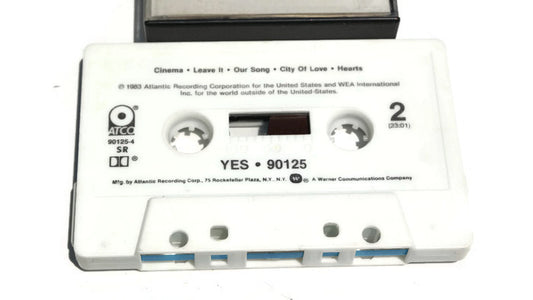 Cinema • Leave It • Our Song • City Of Love • Hearts
℗ 1983 Atlantic Recording Corporation for the United States and WEA International
Inc. for the world outside of the United States.
2
(23:01)
ATCO
90125-4
SR
YES • 90125
Mfg. by Atlantic Recording Corp., 75 Rockefeller Plaza, N.Y. N.Y. W ® A Warner Communications Company